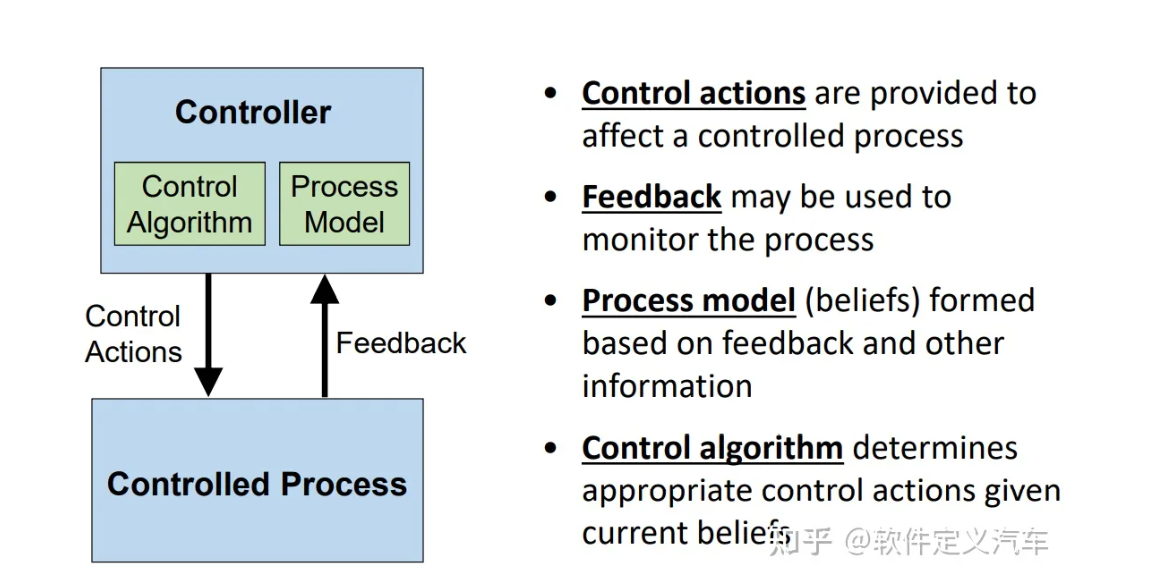 Controller
Control
Algorithm
Process
Model
Control
Actions
Feedback
Controlled Process
• Control actions are provided to
affect a controlled process
• Feedback may be used to
monitor the process
• Process model (beliefs) formed
based on feedback and other
information
• Control algorithm determines
appropriate control actions given
current beliefs
知乎 @软件定义汽车